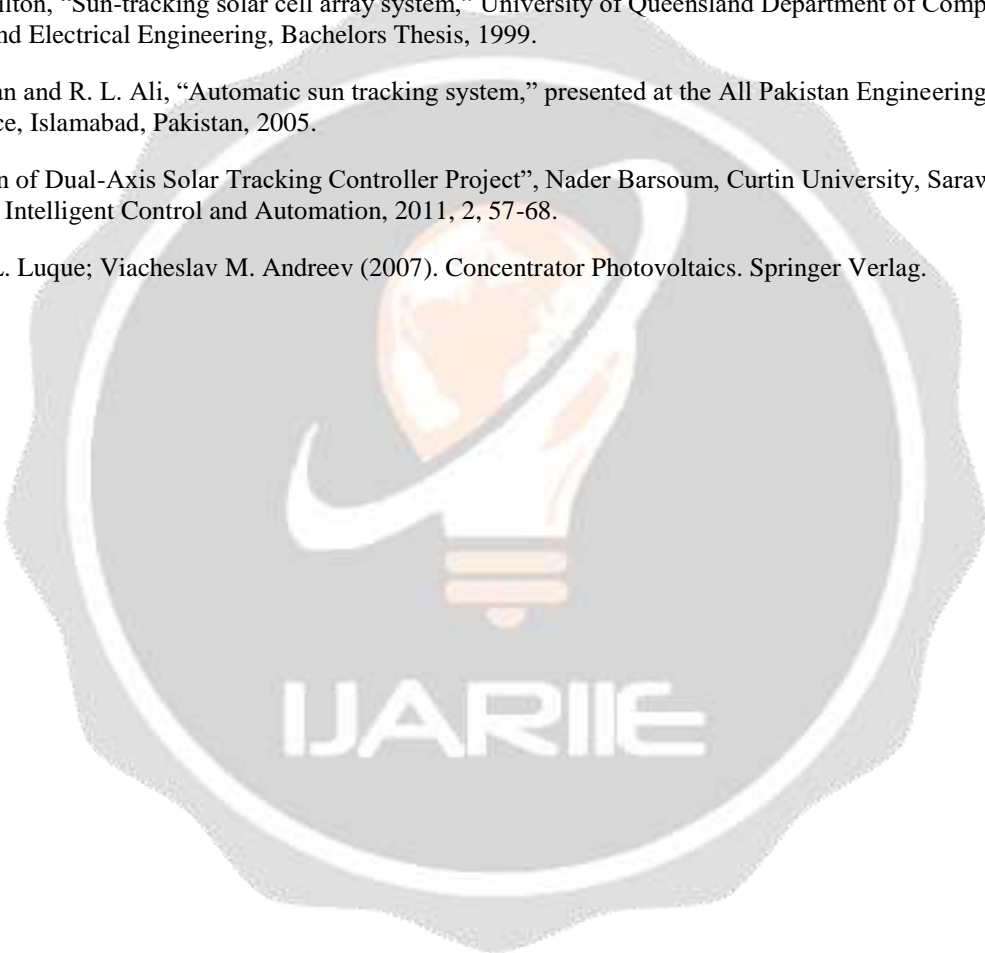 ilton, “Sun-tracking solar cell array system,” University of Queensland Department of Comp
nd Electrical Engineering, Bachelors Thesis, 1999.
an and R. L. Ali, “Automatic sun tracking system,” presented at the All Pakistan Engineering
ce, Islamabad, Pakistan, 2005.
n of Dual-Axis Solar Tracking Controller Project”, Nader Barsoum, Curtin University, Saraw
Intelligent Control and Automation, 2011, 2, 57-68.
L. Luque; Viacheslav M. Andreev (2007). Concentrator Photovoltaics. Springer Verlag.
IJARIIE